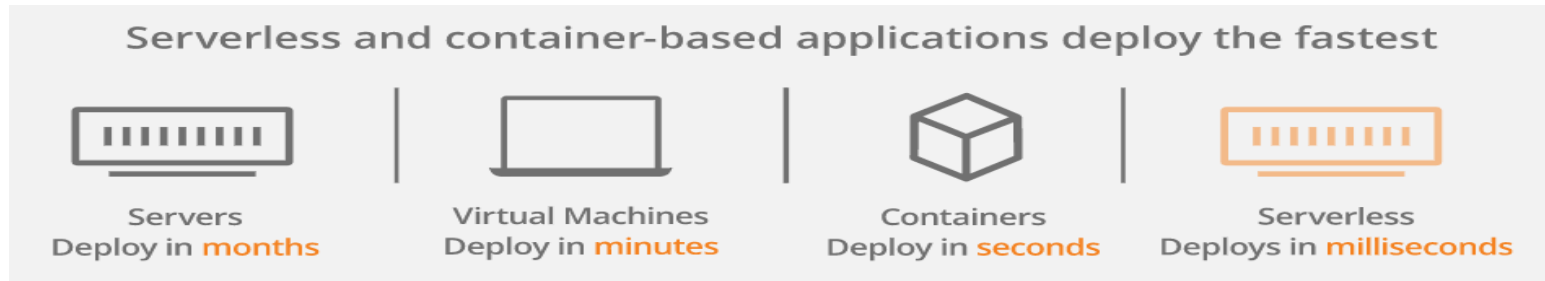 Serverless and container-based applications deploy the fastest
Servers
Deploy in months
Virtual Machines
Deploy in minutes
Containers
Deploy in seconds
Serverless
Deploys in milliseconds